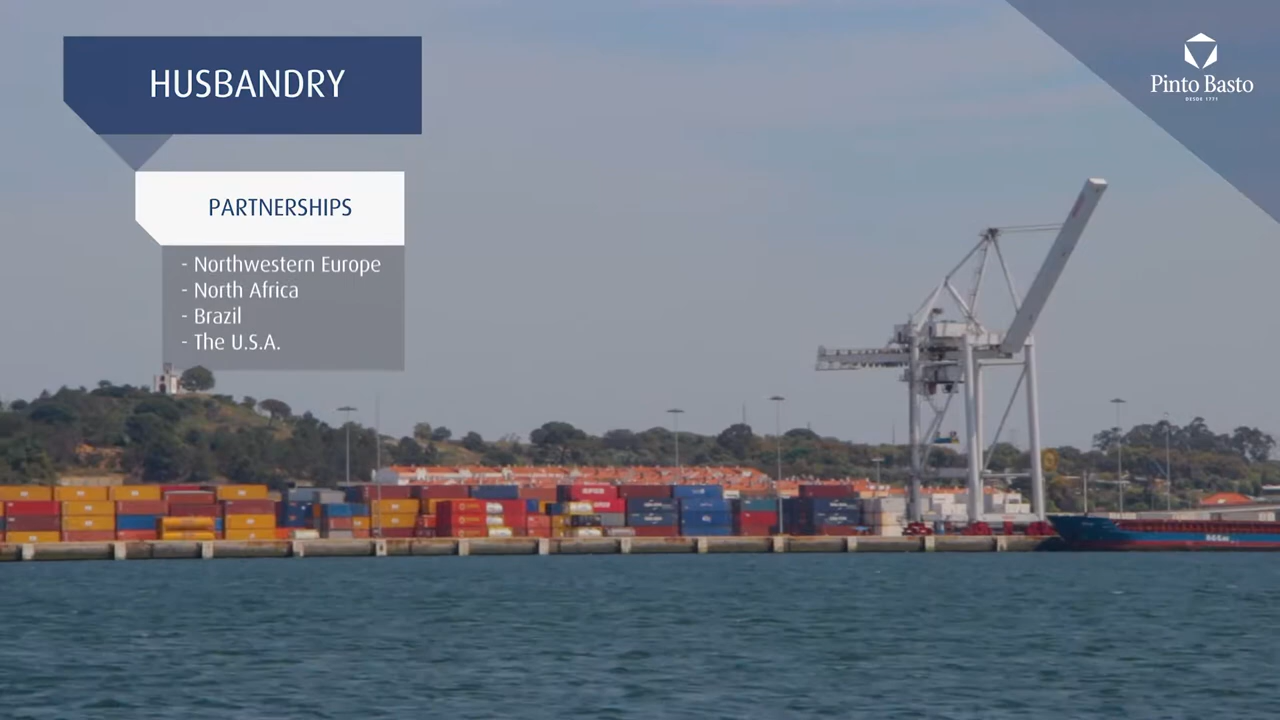 HUSBANDRY
Pinto Basto
DESDE 1771
PARTNERSHIPS
- Northwestern Europe
- North Africa
- Brazil
- The U.S.A.